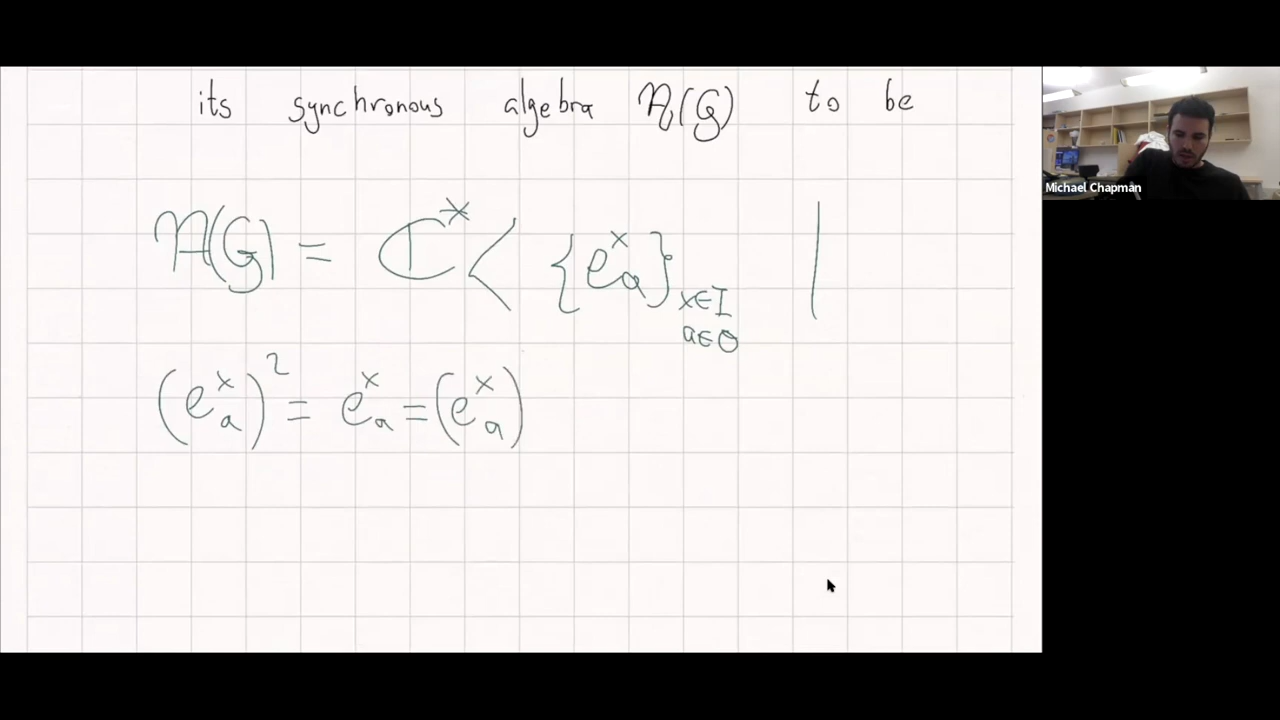 its synchronous algebra 𝒜(G) to be
𝒜(G) = ℂ* < {e^x_a}_{x∈I a∈O} |
(e^x_a)^2 = e^x_a = (e^x_a)
Michael Chapman